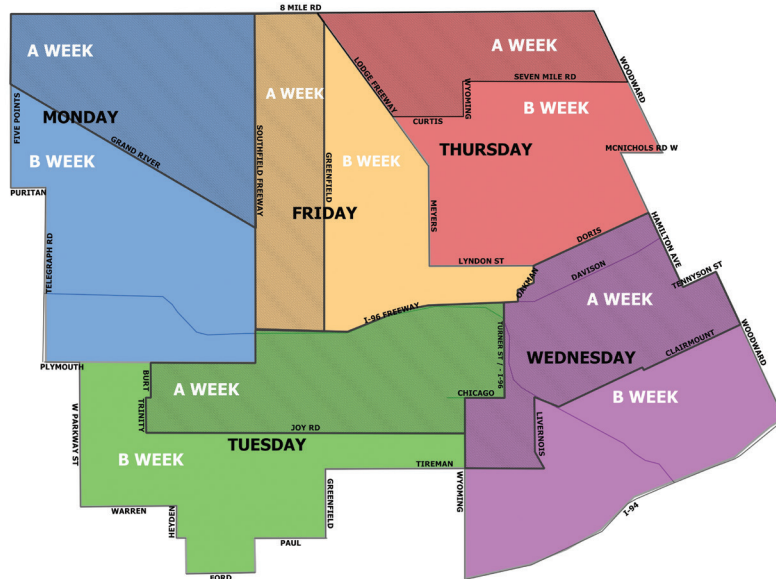 8 MILE RD
A WEEK
A WEEK
WOODWARD
LODGE FREEWAY
SEVEN MILE RD
WYOMING
A WEEK
B WEEK
FIVE POINTS
MONDAY
CURTIS
SOUTHFIELD FREEWAY
GREENFIELD
B WEEK
GRAND RIVER
B WEEK
THURSDAY
MCNICHOLS RD W
PURITAN
MEYERS
FRIDAY
TELEGRAPH RD
DORIS
HAMILTON AVE
LYNDON ST
OAKMAN
DAVISON
TENNYSON ST
I-96 FREEWAY
A WEEK
TURNER ST / - I-96
WOODWARD
WEDNESDAY
CLAIRMOUNT
PLYMOUTH
BURT
A WEEK
CHICAGO
B WEEK
TRINITY
W PARKWAY ST
LIVERNOIS
JOY RD
TUESDAY
B WEEK
TIREMAN
GREENFIELD
WYOMING
WARREN
HEYDEN
I-94
PAUL
FORD